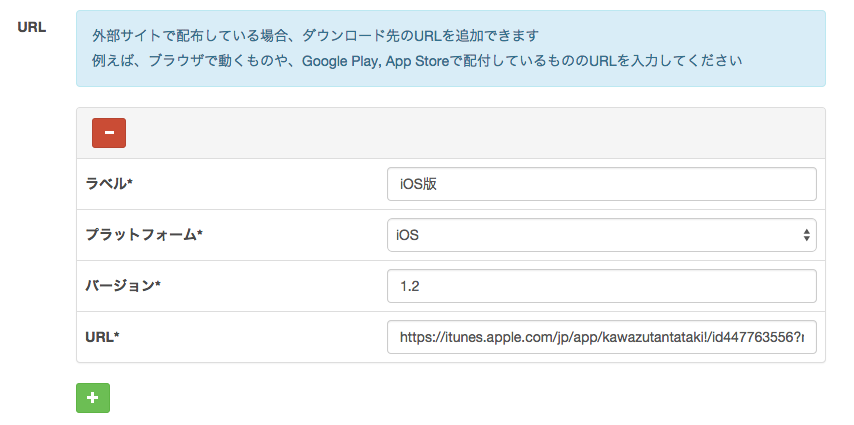 URL
外部サイトで配布している場合、ダウンロード先のURLを追加できます
例えば、ブラウザで動くものや、Google Play, App Storeで配付しているもののURLを入力してください
ラベル*
iOS版
プラットフォーム*
iOS
バージョン*
1.2
URL*
https://itunes.apple.com/jp/app/kawazutantataki!/id447763556?r